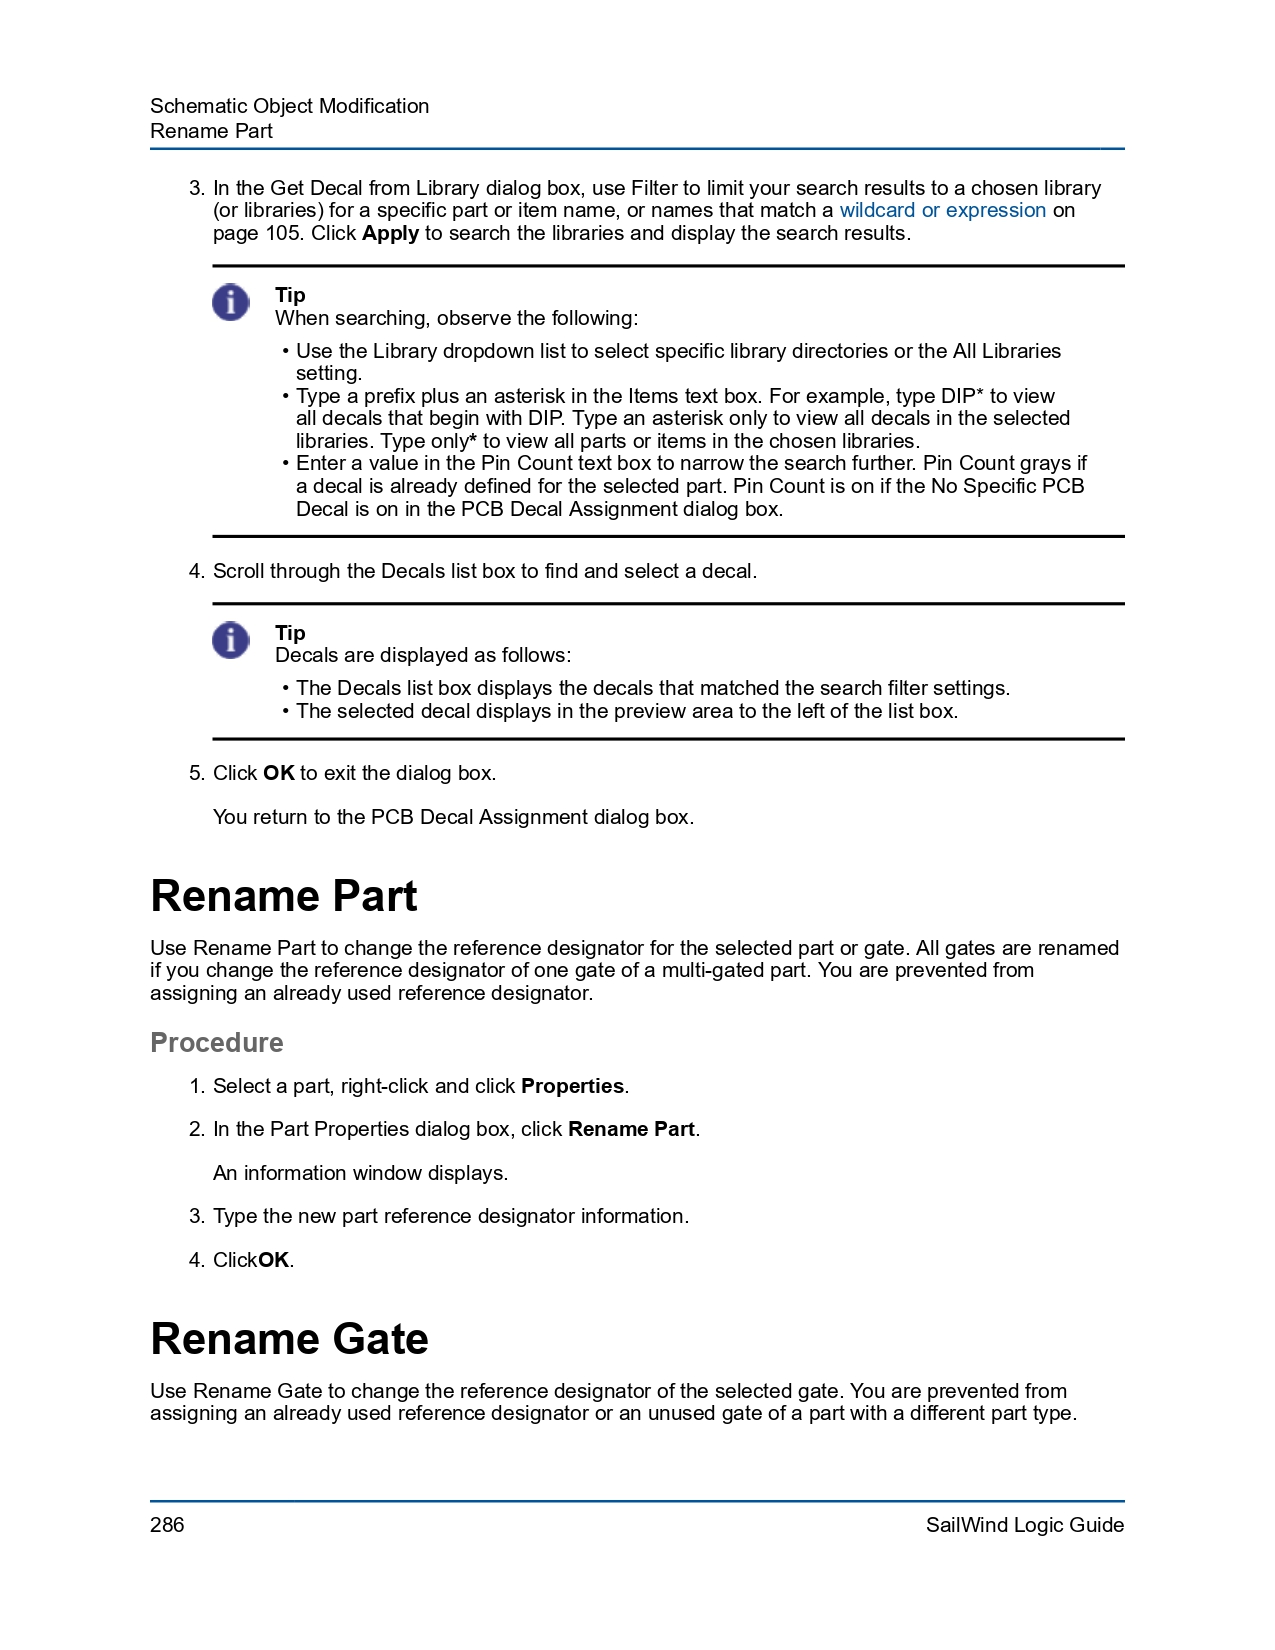 Schematic Object Modification
Rename Part
3. In the Get Decal from Library dialog box, use Filter to limit your search results to a chosen library
(or libraries) for a specific part or item name, or names that match a wildcard or expression on
page 105. Click Apply to search the libraries and display the search results.
Tip
When searching, observe the following:
• Use the Library dropdown list to select specific library directories or the All Libraries
setting.
• Type a prefix plus an asterisk in the Items text box. For example, type DIP* to view
all decals that begin with DIP. Type an asterisk only to view all decals in the selected
libraries. Type only* to view all parts or items in the chosen libraries.
• Enter a value in the Pin Count text box to narrow the search further. Pin Count grays if
a decal is already defined for the selected part. Pin Count is on if the No Specific PCB
Decal is on in the PCB Decal Assignment dialog box.
4. Scroll through the Decals list box to find and select a decal.
Tip
Decals are displayed as follows:
• The Decals list box displays the decals that matched the search filter settings.
• The selected decal displays in the preview area to the left of the list box.
5. Click OK to exit the dialog box.
You return to the PCB Decal Assignment dialog box.
Rename Part
Use Rename Part to change the reference designator for the selected part or gate. All gates are renamed
if you change the reference designator of one gate of a multi-gated part. You are prevented from
assigning an already used reference designator.
Procedure
1. Select a part, right-click and click Properties.
2. In the Part Properties dialog box, click Rename Part.
An information window displays.
3. Type the new part reference designator information.
4. ClickOK.
Rename Gate
Use Rename Gate to change the reference designator of the selected gate. You are prevented from
assigning an already used reference designator or an unused gate of a part with a different part type.
286
SailWind Logic Guide